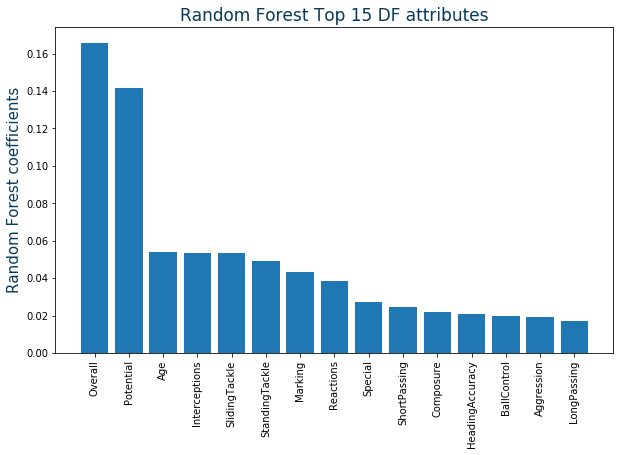 Random Forest Top 15 DF attributes
Random Forest coefficients
0.16
0.14
0.12
0.10
0.08
0.06
0.04
0.02
0.00
Overall
Potential
Age
Interceptions
SlidingTackle
StandingTackle
Marking
Reactions
Special
ShortPassing
Composure
HeadingAccuracy
BallControl
Aggression
LongPassing